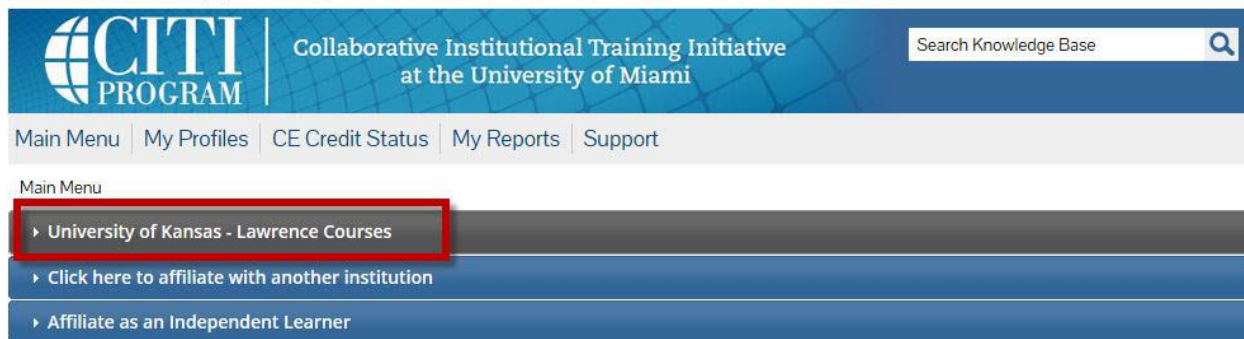 CITI
PROGRAM
Collaborative Institutional Training Initiative
at the University of Miami
Search Knowledge Base
Main Menu My Profiles CE Credit Status My Reports Support
Main Menu
University of Kansas - Lawrence Courses
Click here to affiliate with another institution
Affiliate as an Independent Learner